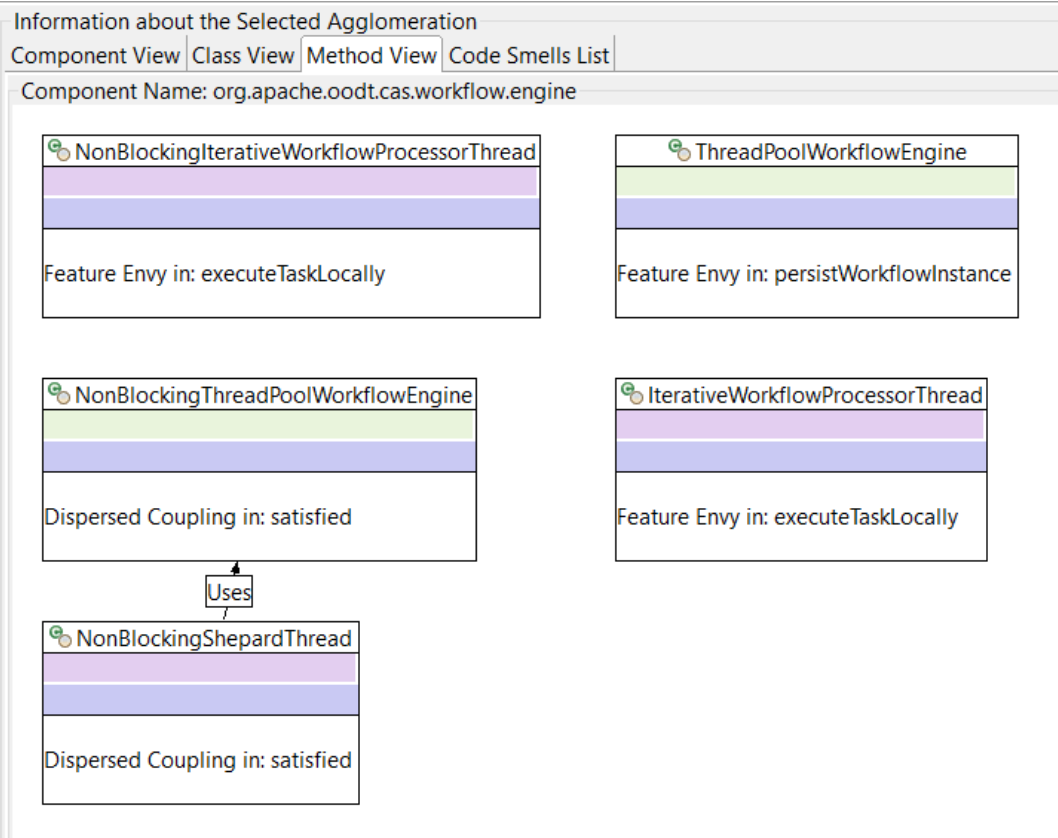 Information about the Selected Agglomeration
Component View Class View Method View Code Smells List
Component Name: org.apache.oodt.cas.workflow.engine
NonBlockingIterativeWorkflowProcessorThread
Feature Envy in: executeTaskLocally
ThreadPoolWorkflowEngine
Feature Envy in: persistWorkflowInstance
NonBlockingThreadPoolWorkflowEngine
Dispersed Coupling in: satisfied
IterativeWorkflowProcessorThread
Feature Envy in: executeTaskLocally
Uses
NonBlockingShepardThread
Dispersed Coupling in: satisfied